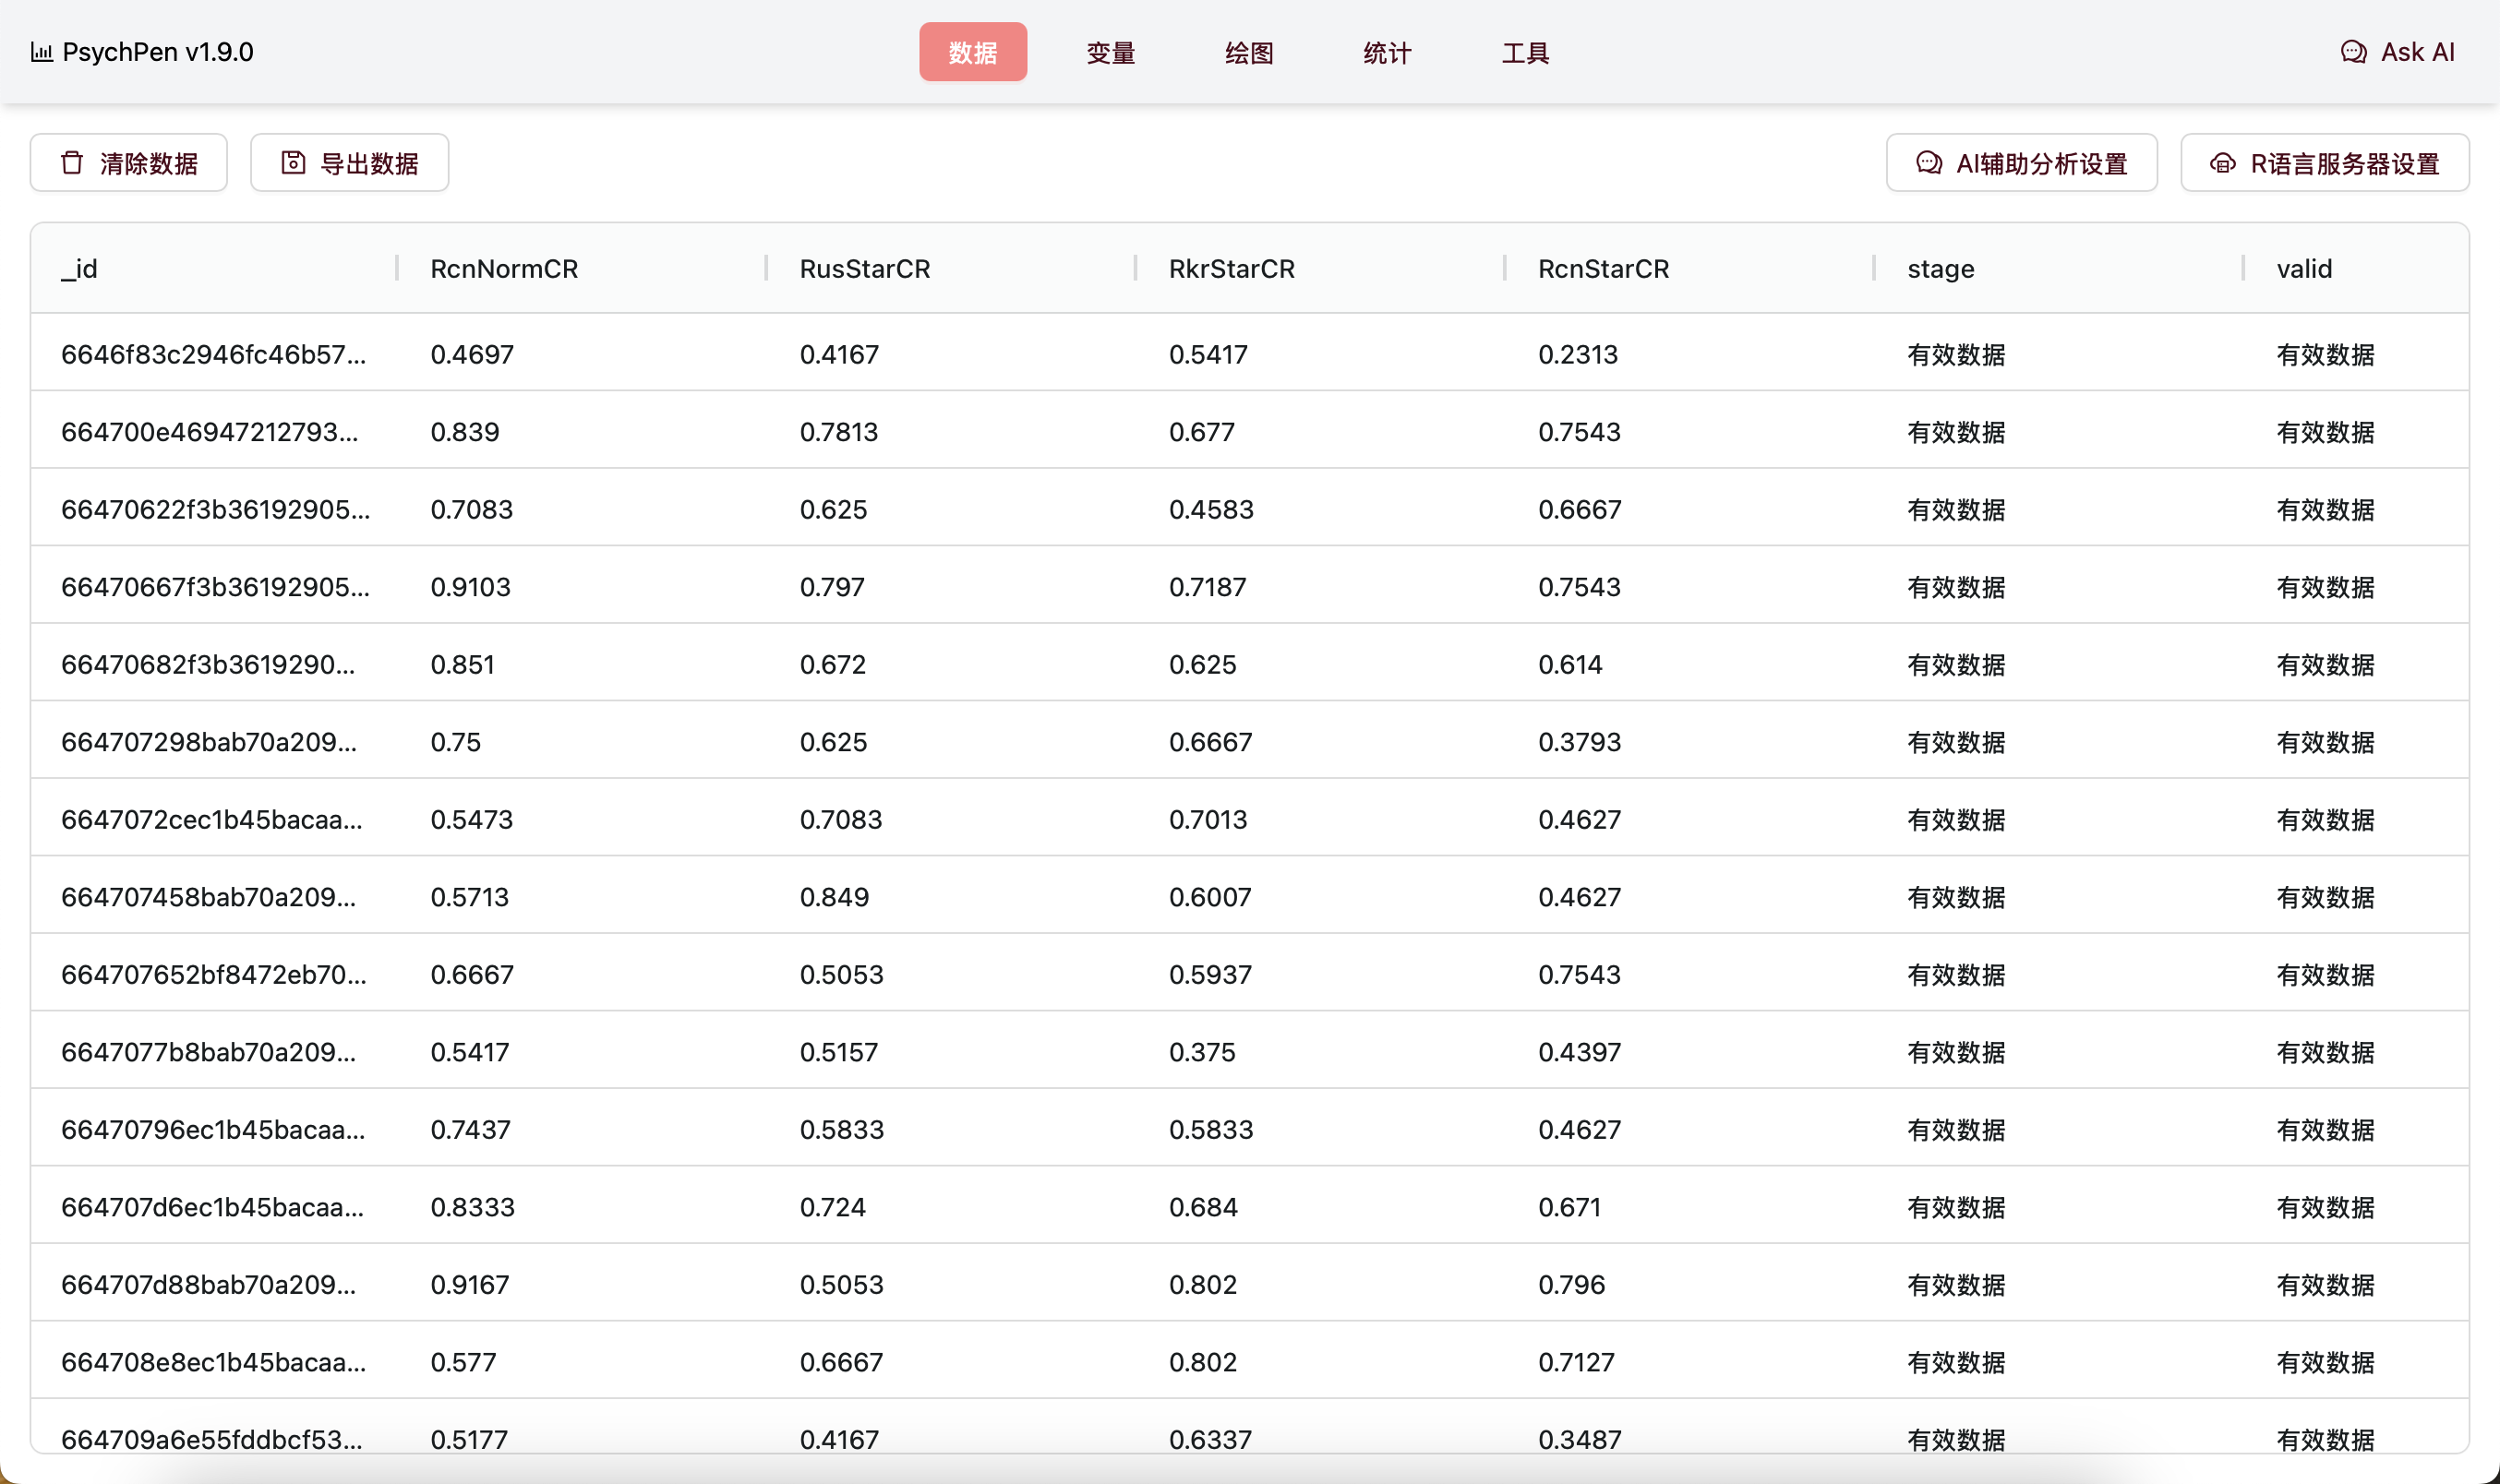 PsychPen v1.9.0 数据 变量 绘图 统计 工具 Ask AI
清除数据 导出数据 AI辅助分析设置 R语言服务器设置
_id RcnNormCR RusStarCR RkrStarCR RcnStarCR stage valid
6646f83c2946fc46b57... 0.4697 0.4167 0.5417 0.2313 有效数据 有效数据
664700e46947212793... 0.839 0.7813 0.677 0.7543 有效数据 有效数据
66470622f3b36192905... 0.7083 0.625 0.4583 0.6667 有效数据 有效数据
66470667f3b36192905... 0.9103 0.797 0.7187 0.7543 有效数据 有效数据
66470682f3b3619290... 0.851 0.672 0.625 0.614 有效数据 有效数据
664707298bab70a209... 0.75 0.625 0.6667 0.3793 有效数据 有效数据
6647072cec1b45bacaa... 0.5473 0.7083 0.7013 0.4627 有效数据 有效数据
664707458bab70a209... 0.5713 0.849 0.6007 0.4627 有效数据 有效数据
664707652bf8472eb70... 0.6667 0.5053 0.5937 0.7543 有效数据 有效数据
6647077b8bab70a209... 0.5417 0.5157 0.375 0.4397 有效数据 有效数据
66470796ec1b45bacaa... 0.7437 0.5833 0.5833 0.4627 有效数据 有效数据
664707d6ec1b45bacaa... 0.8333 0.724 0.684 0.671 有效数据 有效数据
664707d88bab70a209... 0.9167 0.5053 0.802 0.796 有效数据 有效数据
664708e8ec1b45bacaa... 0.577 0.6667 0.802 0.7127 有效数据 有效数据
664709a6e55fddbcf53... 0.5177 0.4167 0.6337 0.3487 有效数据 有效数据